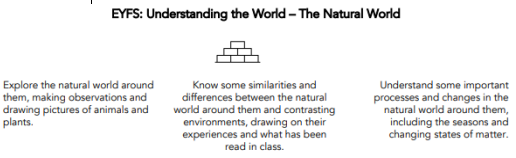 EYFS: Understanding the World – The Natural World
Explore the natural world around
them, making observations and
drawing pictures of animals and
plants.
Know some similarities and
differences between the natural
world around them and contrasting
environments, drawing on their
experiences and what has been
read in class.
Understand some important
processes and changes in the
natural world around them,
including the seasons and
changing states of matter.